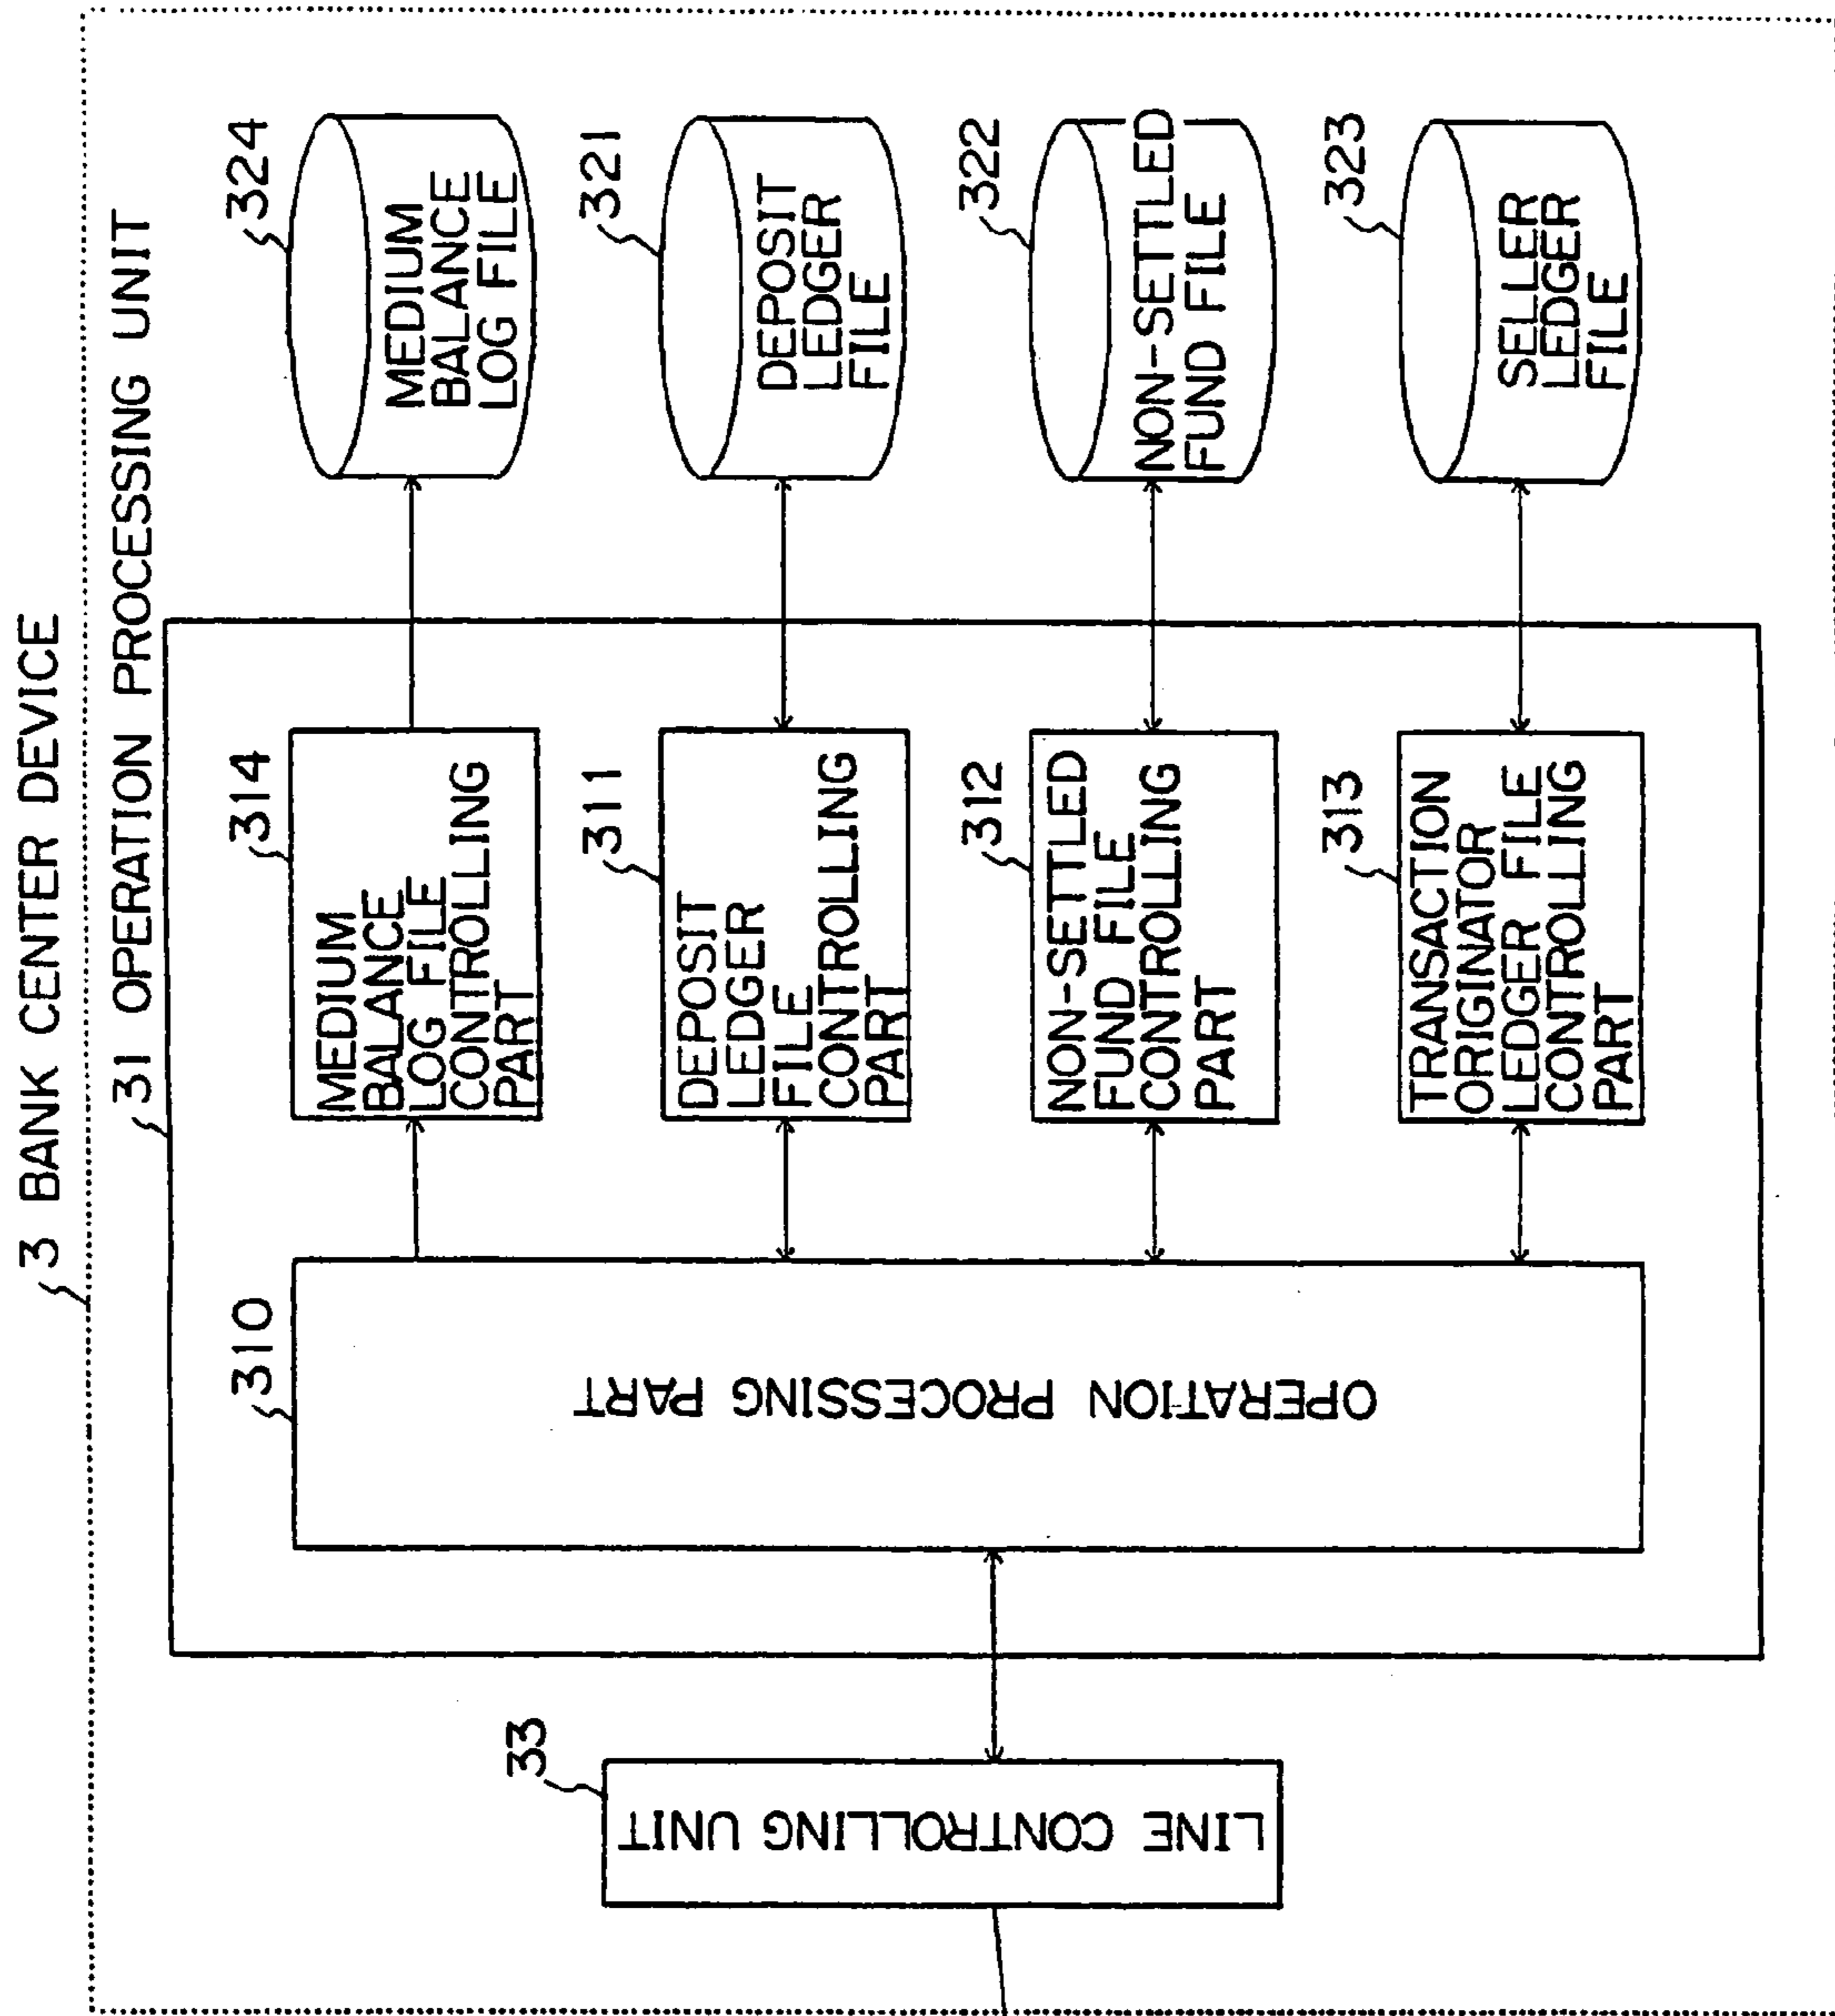 3 BANK CENTER DEVICE
31 OPERATION PROCESSING UNIT
33
LINE CONTROLLING UNIT
310
OPERATION PROCESSING PART
314
MEDIUM
BALANCE
LOG FILE
CONTROLLING
PART
324
MEDIUM
BALANCE
LOG FILE
311
DEPOSIT
LEDGER
FILE
CONTROLLING
PART
321
DEPOSIT
LEDGER
FILE
312
NON-SETTLED
FUND FILE
CONTROLLING
PART
322
NON-SETTLED
FUND FILE
313
TRANSACTION
ORIGINATOR
LEDGER FILE
CONTROLLING
PART
323
SELLER
LEDGER
FILE